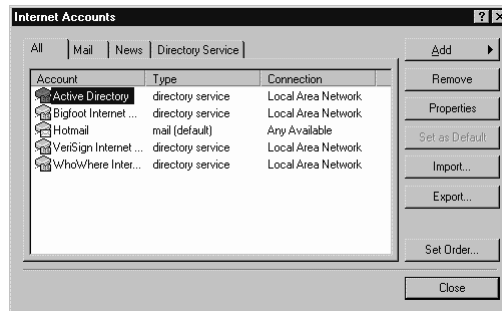 Internet Accounts
All Mail News Directory Service
Add
Remove
Properties
Set as Default
Import...
Export...
Set Order...
Close
Account Type Connection
Active Directory directory service Local Area Network
Bigfoot Internet ... directory service Local Area Network
Hotmail mail (default) Any Available
VeriSign Internet ... directory service Local Area Network
WhoWhere Inter... directory service Local Area Network